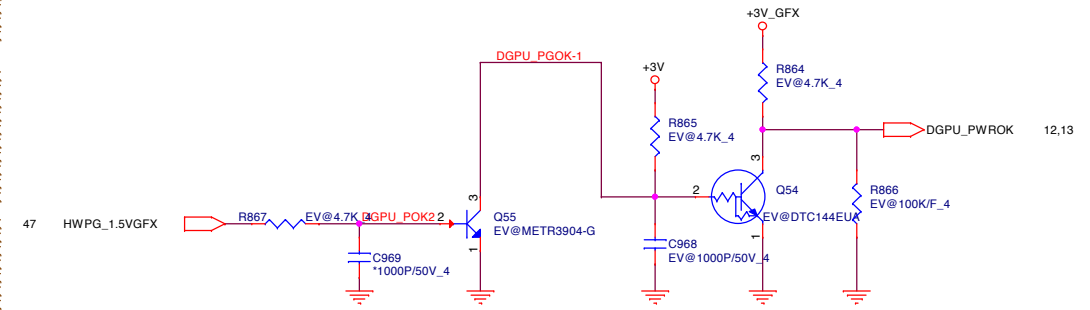 +3V_GFX
DGPU_PGOK-1
+3V
R864
EV@4.7K_4
R865
EV@4.7K_4
DGPU_PWROK 12,13
3
2
Q54
EV@DTC144EUA
1
R866
EV@100K/F_4
47 HWPG_1.5VGFX
R867
EV@4.7K_4
DGPU_POK2
2
3
Q55
EV@METR3904-G
1
C969
*1000P/50V_4
C968
EV@1000P/50V_4